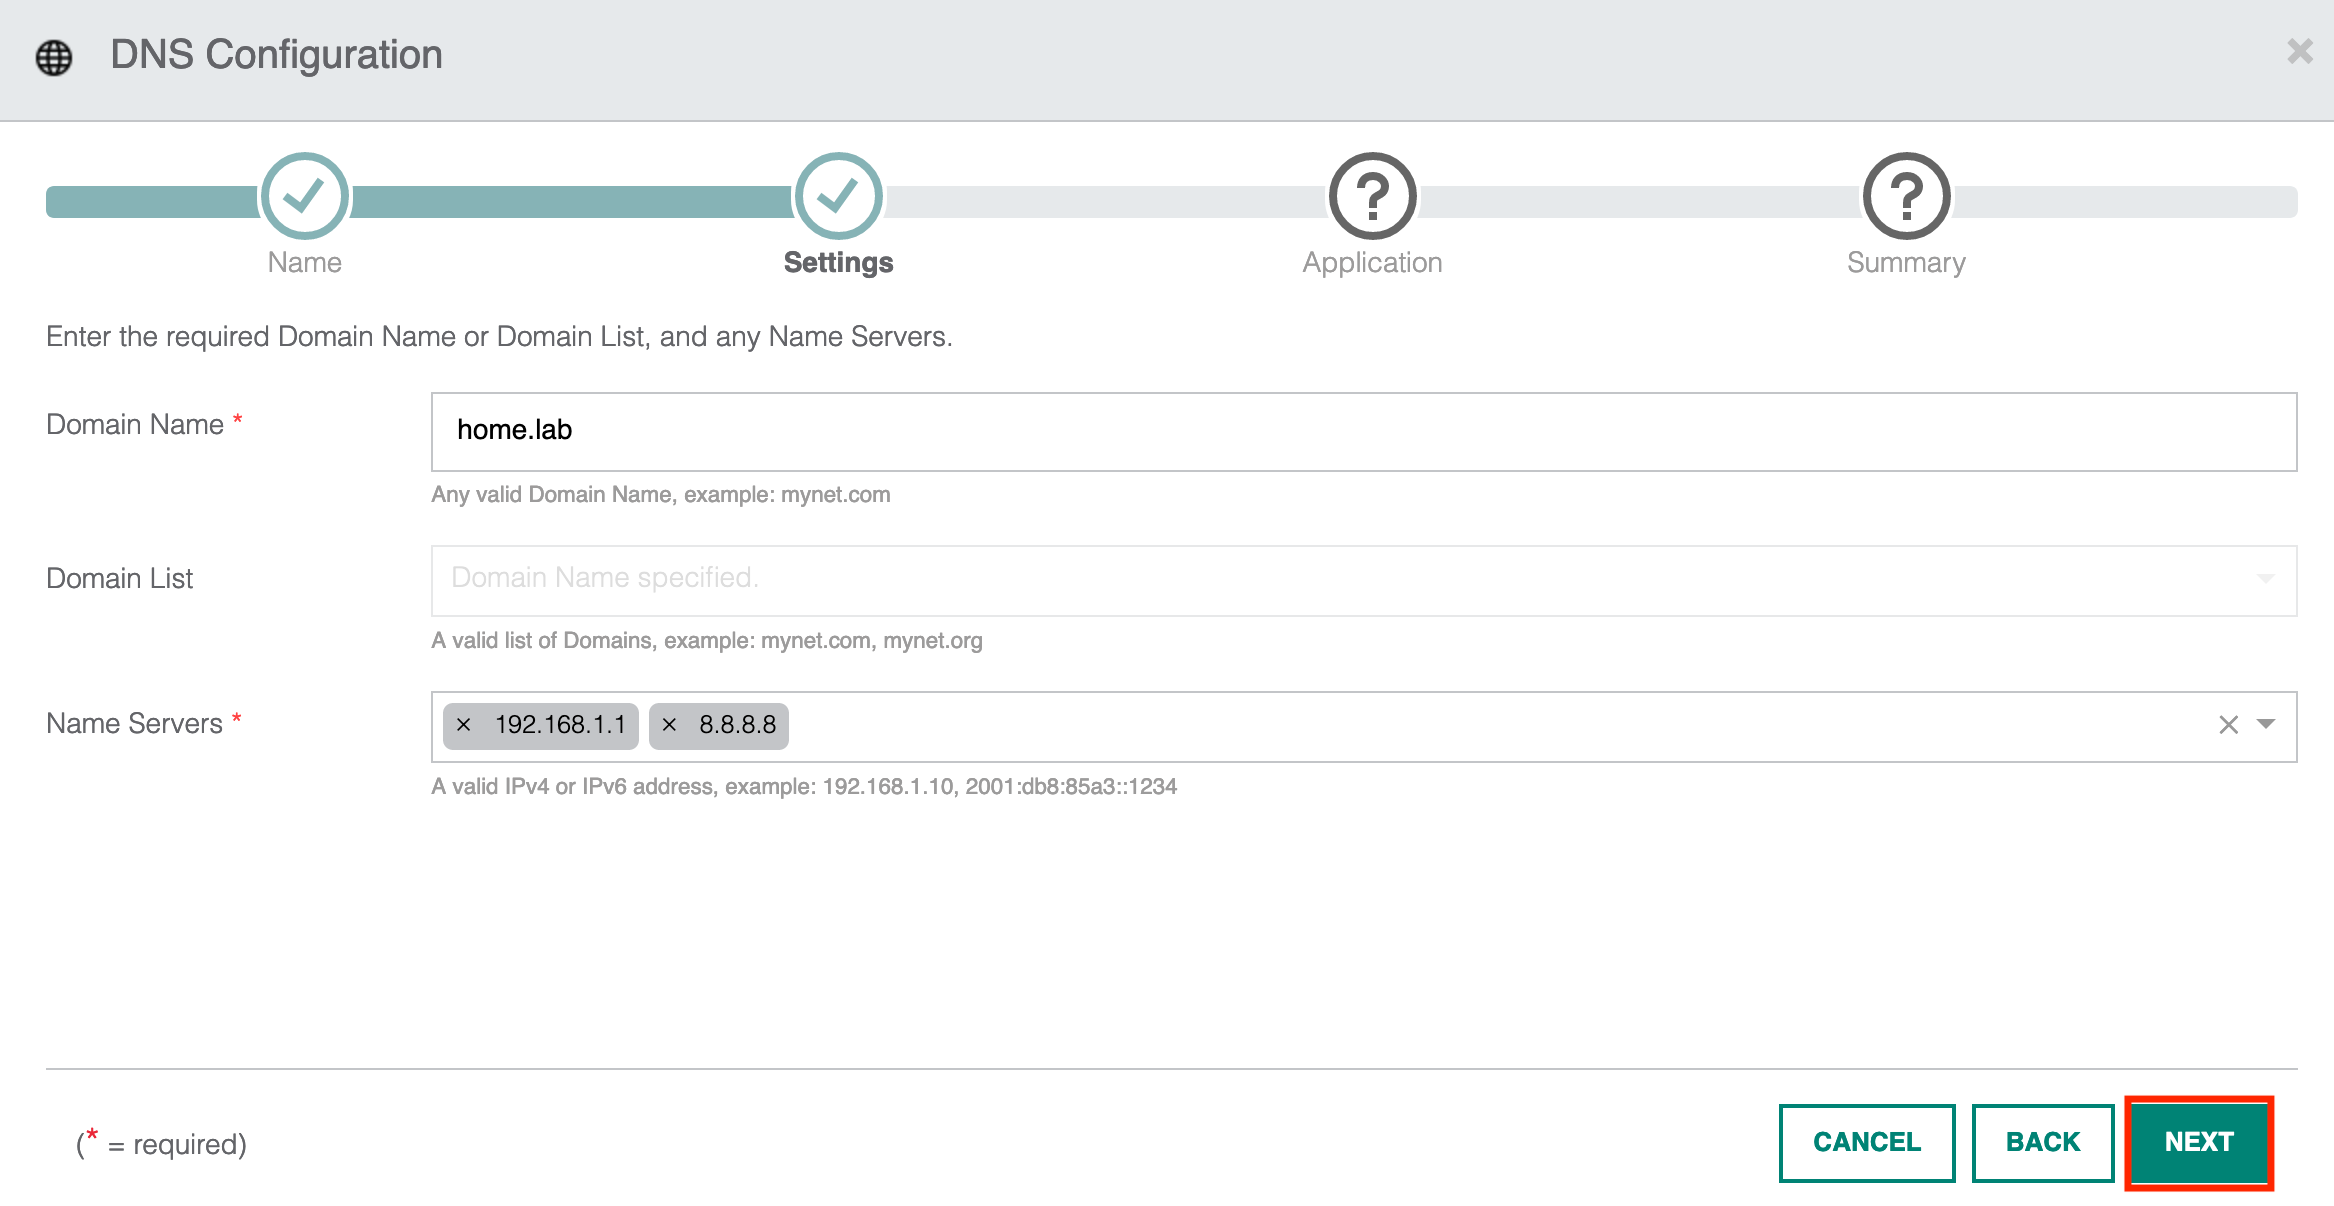 DNS Configuration
Name
Settings
Application
Summary
Enter the required Domain Name or Domain List, and any Name Servers.
Domain Name *
home.lab
Any valid Domain Name, example: mynet.com
Domain List
Domain Name specified.
A valid list of Domains, example: mynet.com, mynet.org
Name Servers *
× 192.168.1.1 × 8.8.8.8
A valid IPv4 or IPv6 address, example: 192.168.1.10, 2001:db8:85a3::1234
(* = required)
CANCEL BACK NEXT